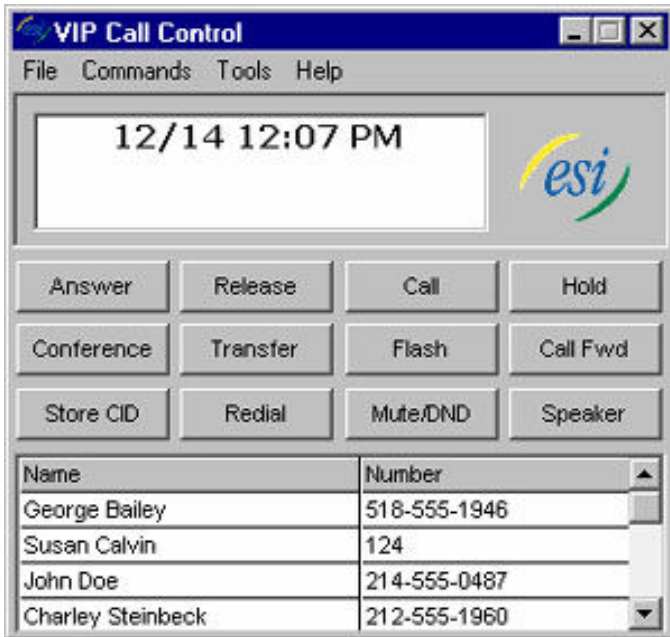 VIP Call Control
File Commands Tools Help
12/14 12:07 PM
esi
Answer Release Call Hold
Conference Transfer Flash Call Fwd
Store CID Redial Mute/DND Speaker
Name Number
George Bailey 518-555-1946
Susan Calvin 124
John Doe 214-555-0487
Charley Steinbeck 212-555-1960